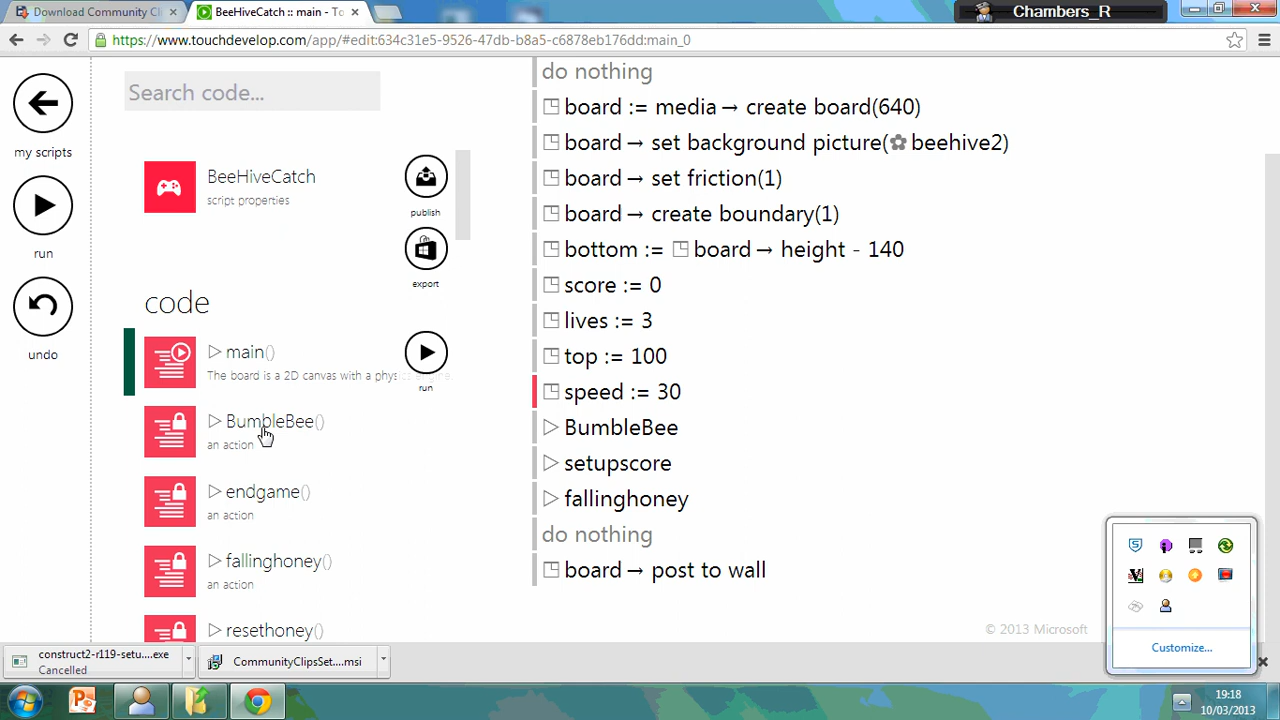 Download Community Cl
BeeHiveCatch :: main - To
Chambers_R
https://www.touchdevelop.com/app/#edit:634c31e5-9526-47db-b8a5-c6878eb176dd:main_0
my scripts
run
undo
Search code...
BeeHiveCatch
script properties
publish
export
code
▷ main()
The board is a 2D canvas with a physics engine.
run
▷ BumbleBee()
an action
▷ endgame()
an action
▷ fallinghoney()
an action
▷ resethoney()
do nothing
board := media → create board(640)
board → set background picture(beehive2)
board → set friction(1)
board → create boundary(1)
bottom := board → height - 140
score := 0
lives := 3
top := 100
speed := 30
▷ BumbleBee
▷ setupscore
▷ fallinghoney
do nothing
board → post to wall
© 2013 Microsoft
Customize...
construct2-r119-setu....exe
Cancelled
CommunityClipsSet....msi
19:18
10/03/2013